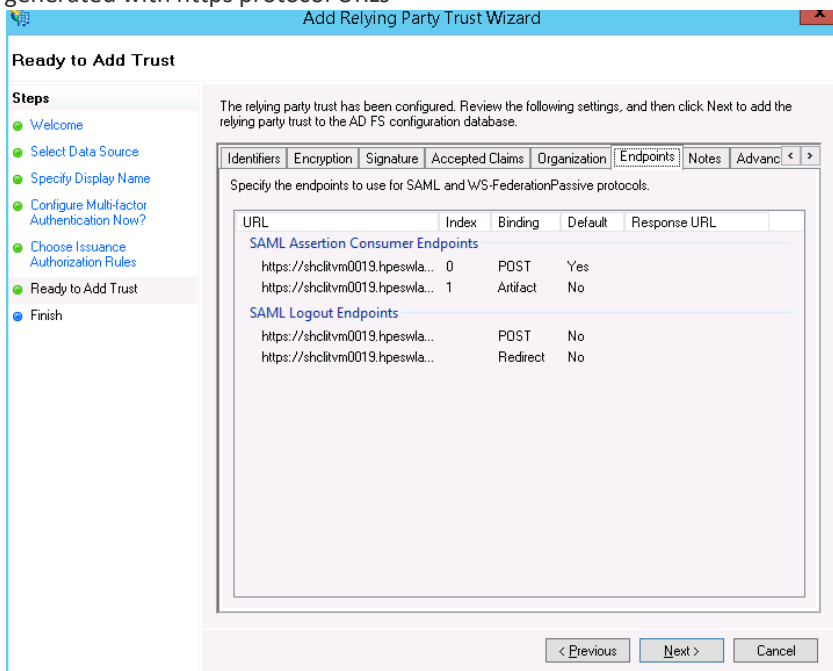 generated with https protocol URLs
Add Relying Party Trust Wizard
x
Ready to Add Trust
Steps
Welcome
Select Data Source
Specify Display Name
Configure Multi-factor
Authentication Now?
Choose Issuance
Authorization Rules
Ready to Add Trust
Finish
The relying party trust has been configured. Review the following settings, and then click Next to add the
relying party trust to the AD FS configuration database.
Identifiers Encryption Signature Accepted Claims Organization Endpoints Notes Advanc < >
Specify the endpoints to use for SAML and WS-FederationPassive protocols.
URL Index Binding Default Response URL
SAML Assertion Consumer Endpoints
https://shclitvm0019.hpeswla... 0 POST Yes
https://shclitvm0019.hpeswla... 1 Artifact No
SAML Logout Endpoints
https://shclitvm0019.hpeswla... POST No
https://shclitvm0019.hpeswla... Redirect No
< Previous Next > Cancel